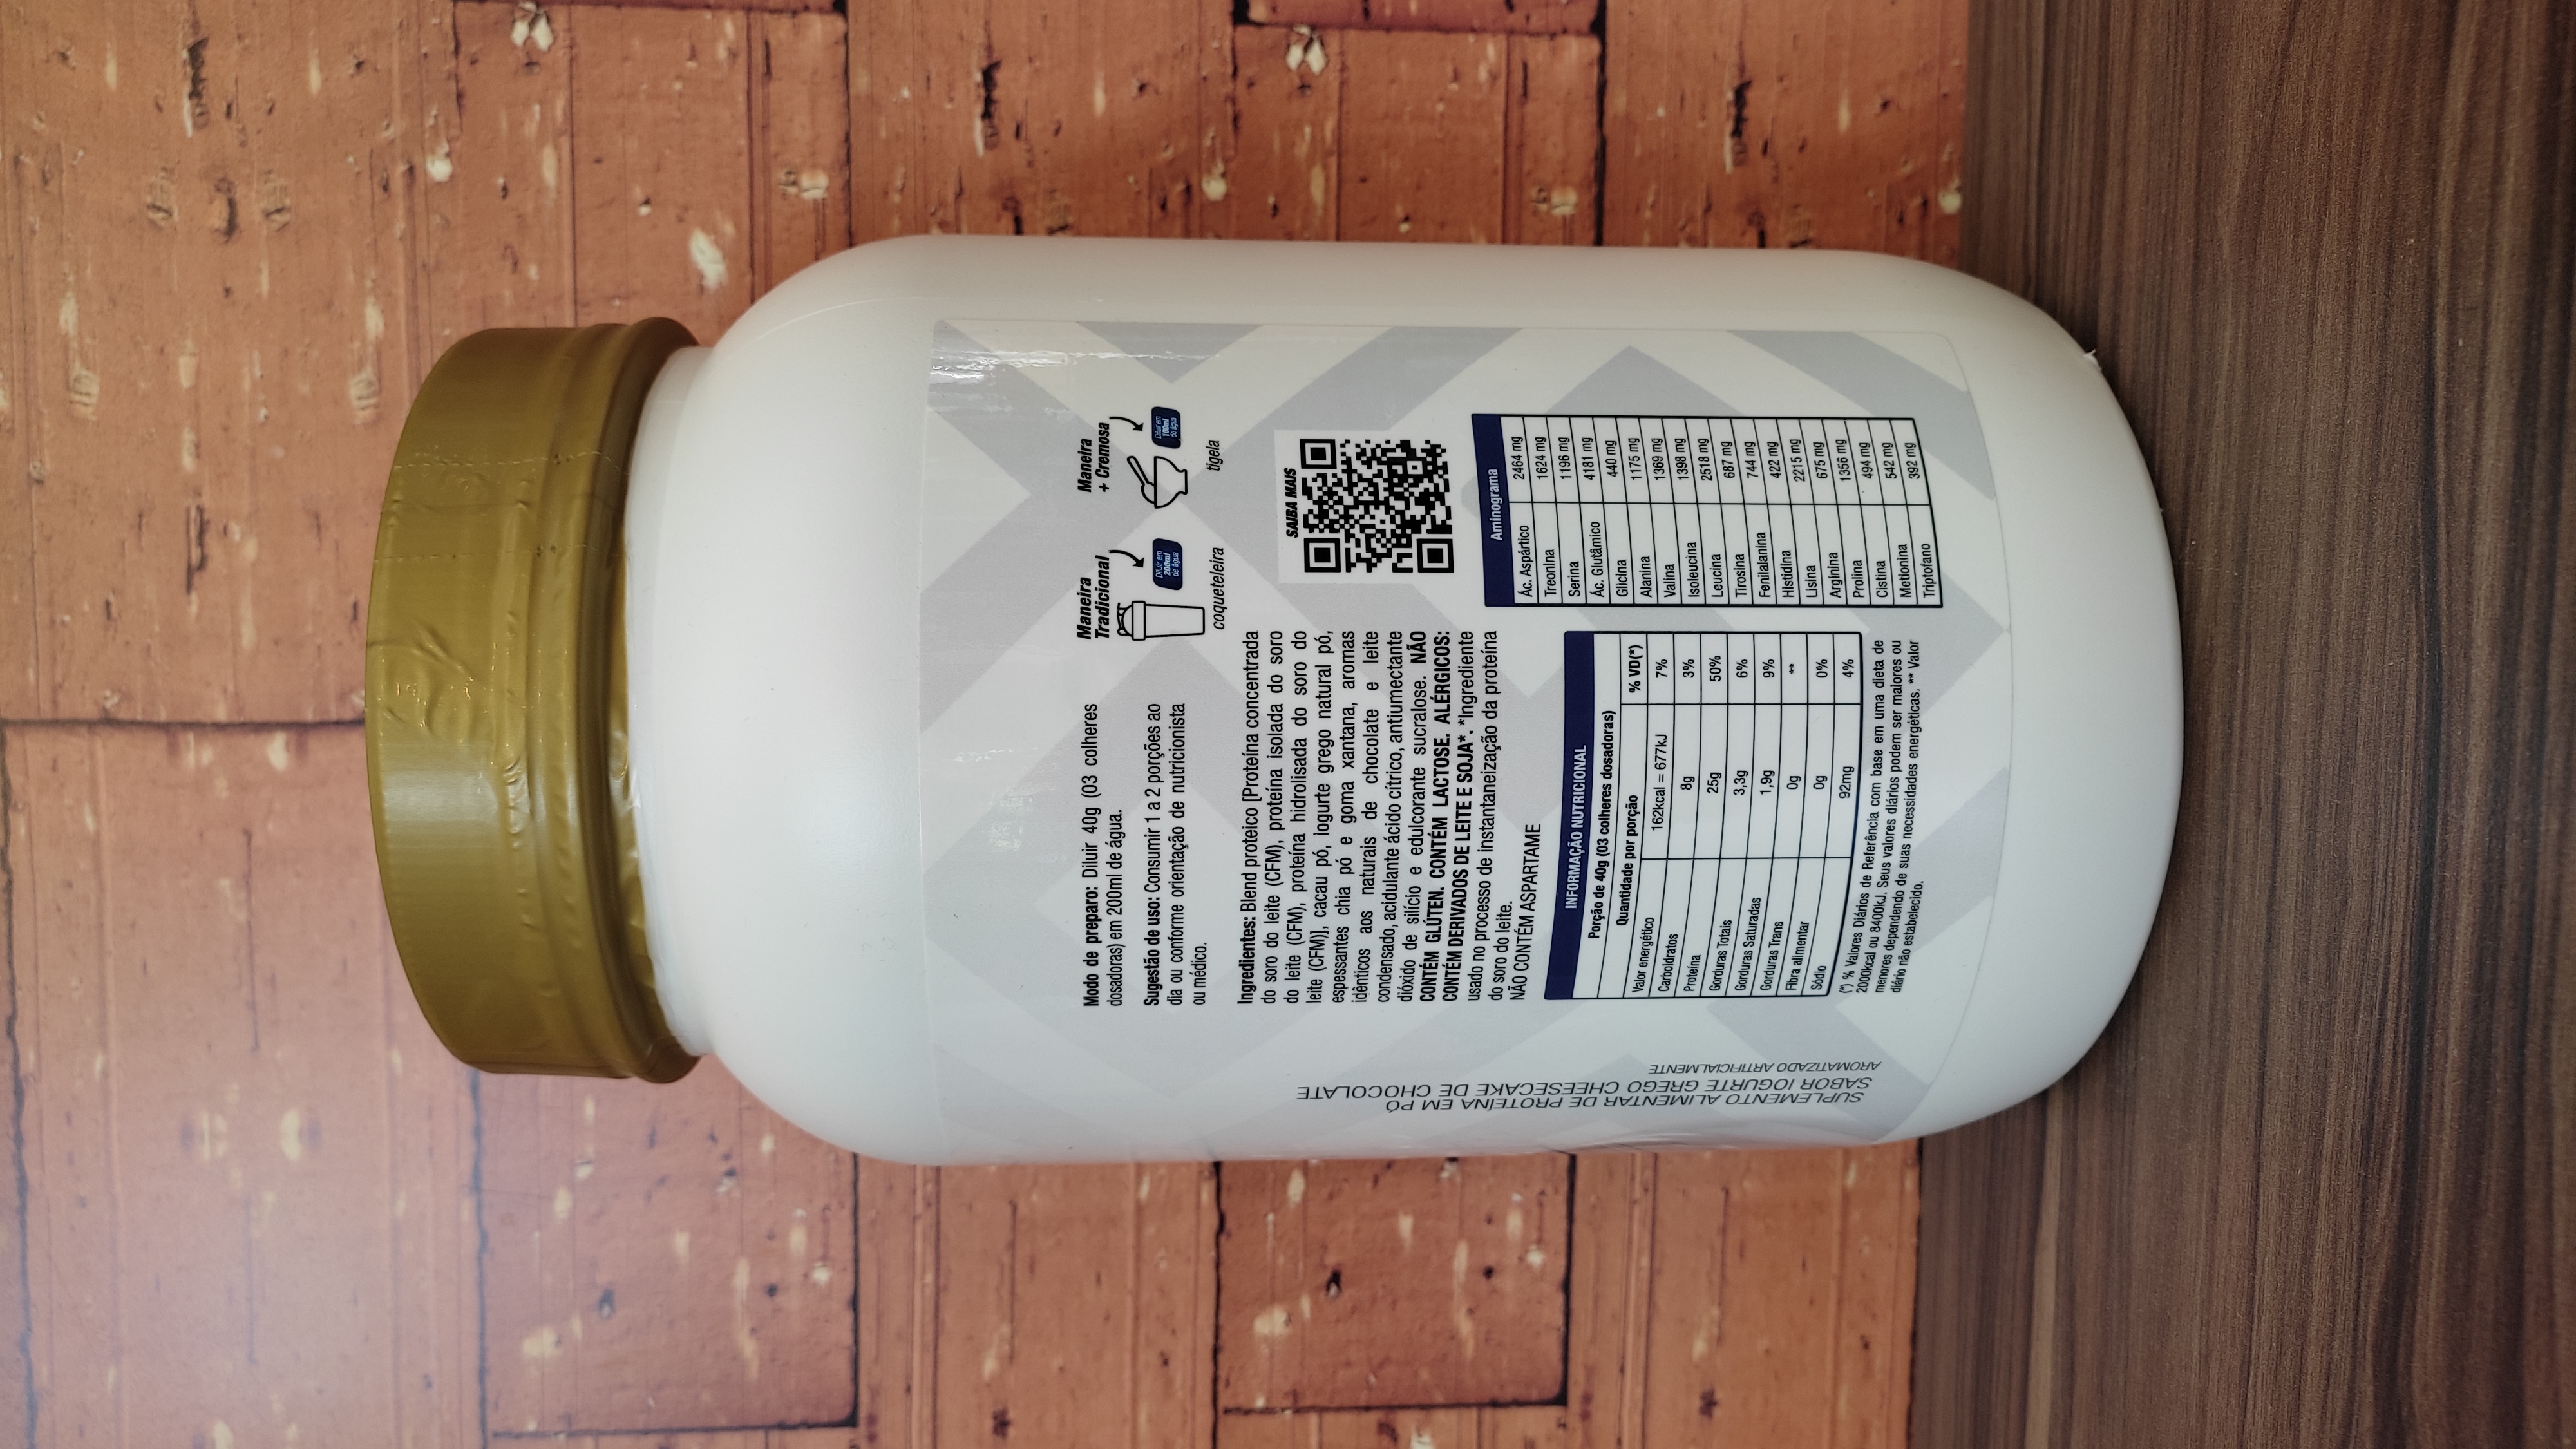 Modo de preparo: Diluir 40g (03 colheres
dosadoras) em 200ml de água.
Sugestão de uso: Consumir 1 a 2 porções ao
dia ou conforme orientação de nutricionista
ou médico.
Maneira
Tradicional
Diluir em
200ml
de água
coqueteleira
Maneira
+ Cremosa
Diluir em
100ml
de água
tigela
Ingredientes: Blend proteico [Proteína concentrada
do soro do leite (CFM), proteína isolada do soro
do leite (CFM), proteína hidrolisada do soro do
leite (CFM)], cacau pó, iogurte grego natural pó,
espessantes chia pó e goma xantana, aromas
idênticos aos naturais de chocolate e leite
condensado, acidulante ácido cítrico, antiumectante
dióxido de silício e edulcorante sucralose. NÃO
CONTÉM GLÚTEN. CONTÉM LACTOSE. ALÉRGICOS:
CONTÉM DERIVADOS DE LEITE E SOJA*. *Ingrediente
usado no processo de instantaneização da proteína
do soro do leite.
NÃO CONTÉM ASPARTAME
SAIBA MAIS
INFORMAÇÃO NUTRICIONAL
Porção de 40g (03 colheres dosadoras)
Quantidade por porção % VD(*)
Valor energético 162kcal = 677kJ 7%
Carboidratos 8g 3%
Proteína 25g 50%
Gorduras Totais 3,3g 6%
Gorduras Saturadas 1,9g 9%
Gorduras Trans 0g **
Fibra alimentar 0g 0%
Sódio 92mg 4%
(*) % Valores Diários de Referência com base em uma dieta de
2000kcal ou 8400kJ. Seus valores diários podem ser maiores ou
menores dependendo de suas necessidades energéticas. ** Valor
diário não estabelecido.
Aminograma
Ác. Aspártico 2464 mg
Treonina 1624 mg
Serina 1196 mg
Ác. Glutâmico 4181 mg
Glicina 440 mg
Alanina 1175 mg
Valina 1369 mg
Isoleucina 1398 mg
Leucina 2518 mg
Tirosina 687 mg
Fenilalanina 744 mg
Histidina 422 mg
Lisina 2215 mg
Arginina 675 mg
Prolina 1356 mg
Cistina 494 mg
Metionina 542 mg
Triptofano 392 mg
SUPLEMENTO ALIMENTAR DE PROTEÍNA EM PÓ
SABOR IOGURTE GREGO CHEESECAKE DE CHOCOLATE
AROMATIZADO ARTIFICIALMENTE